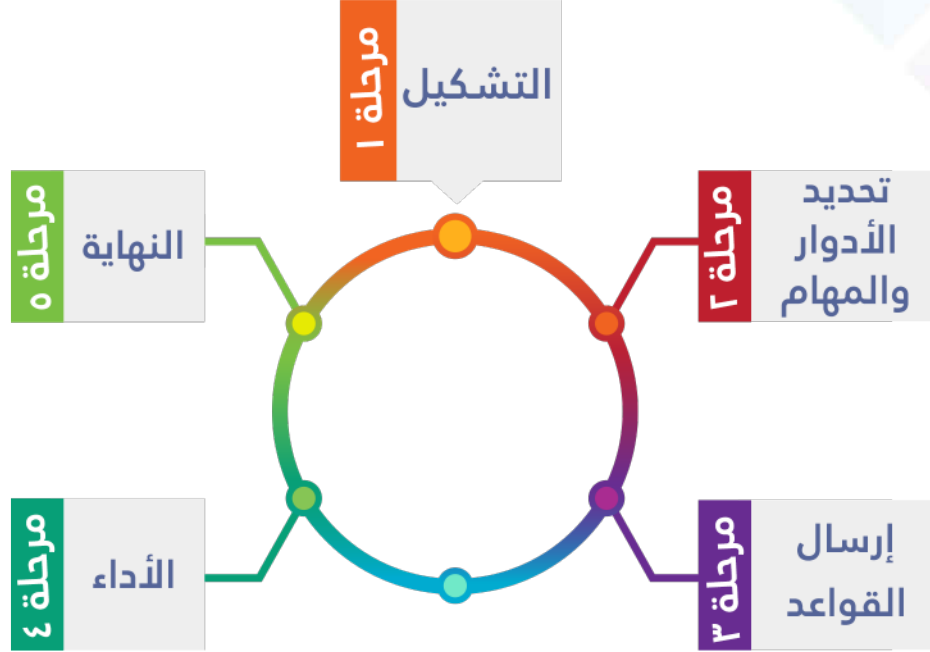 مرحلة ١
التشكيل
مرحلة ٢
تحديد
الأدوار
والمهام
مرحلة ٣
إرسال
القواعد
مرحلة ٤
الأداء
مرحلة ٥
النهاية